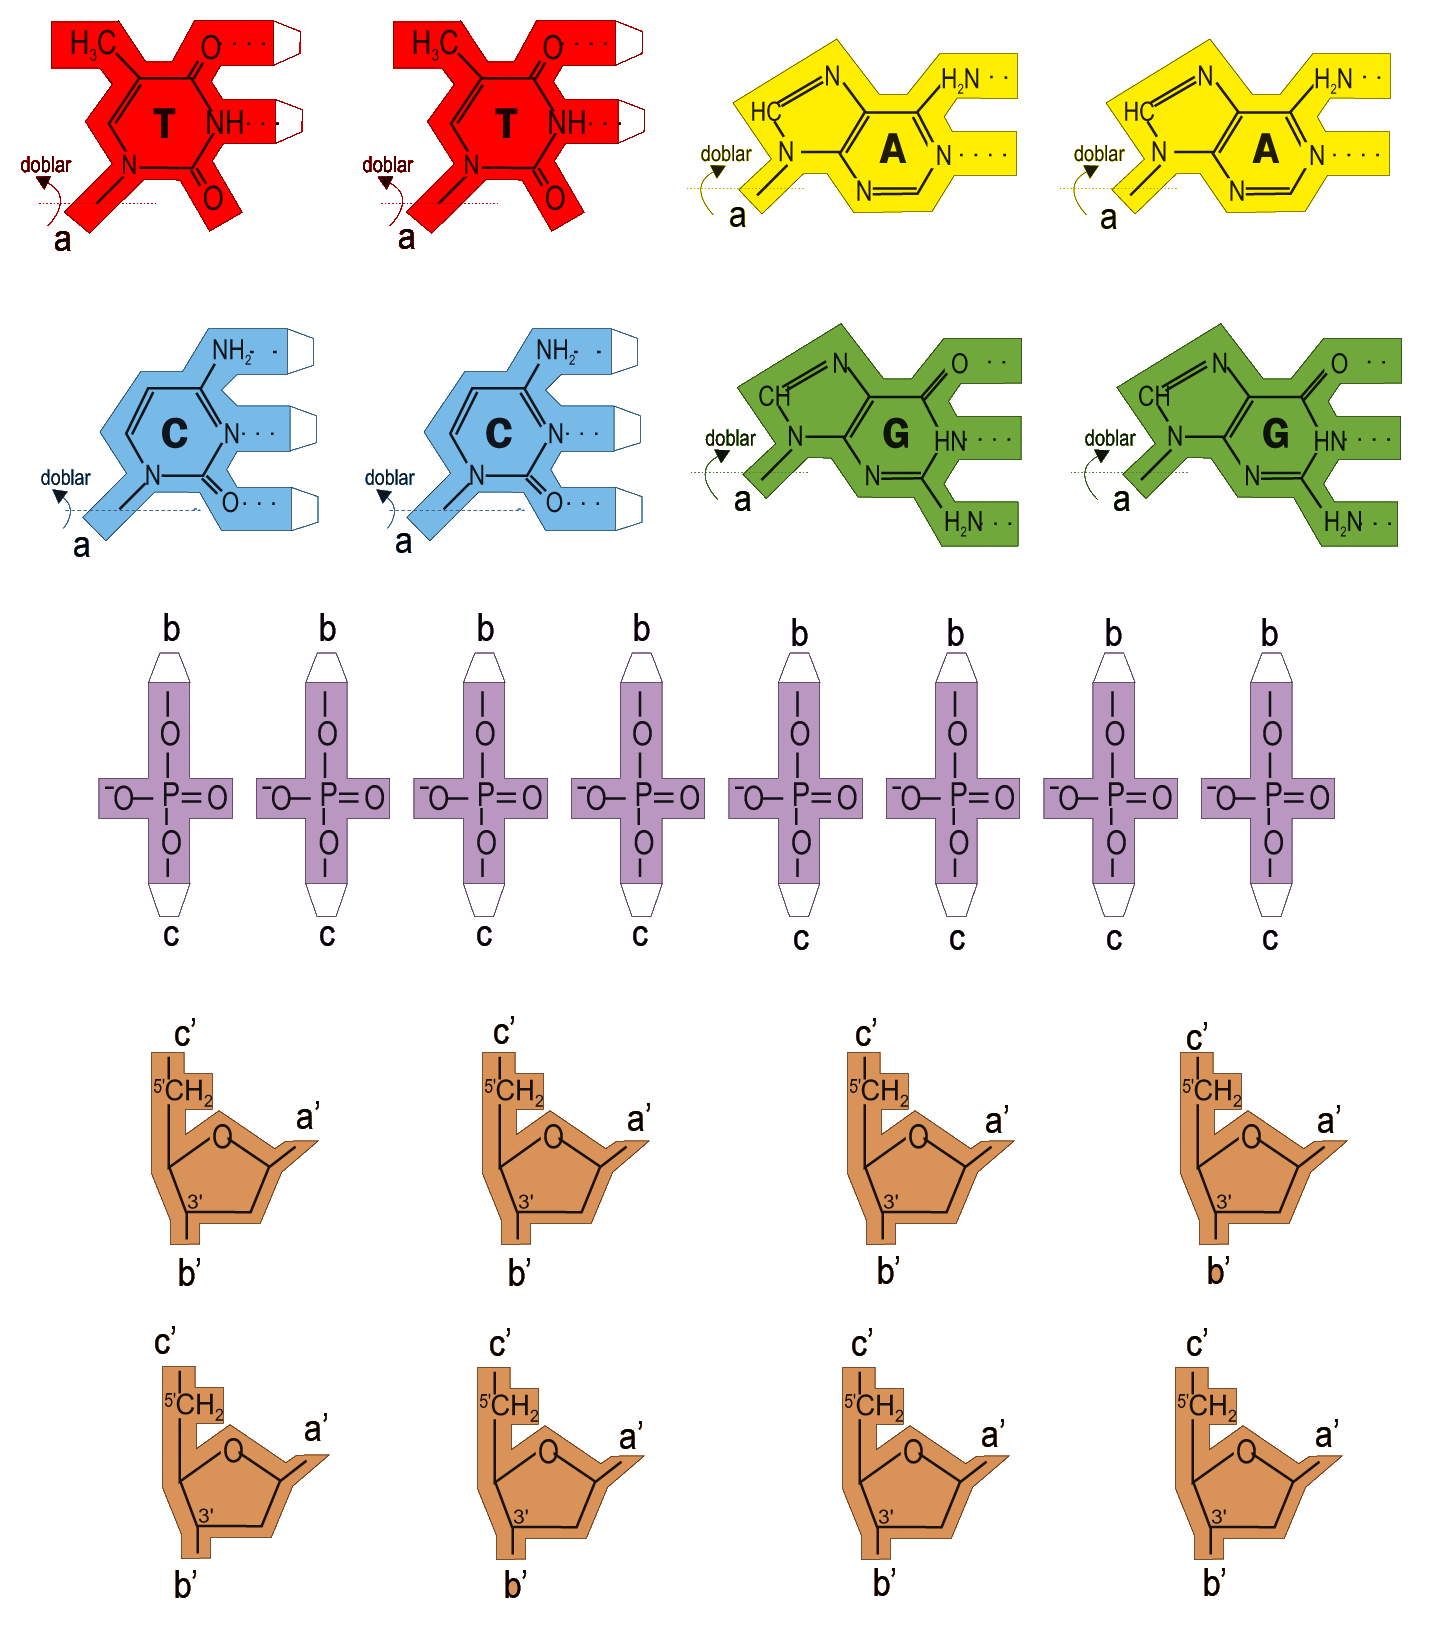 H3C O····
H3C O····
N H2N ··
N H2N ··
HC
HC
T NH···
T NH···
A N····
A N····
doblar N O
doblar N O
doblar N N
doblar N N
a
a
a
a
NH2· ·
NH2· ·
N O ··
N O ··
CH
CH
C N···
C N···
G HN···
G HN···
doblar N O···
doblar N O···
doblar N N
doblar N N
a
a
a H2N ··
a H2N ··
b b b b b b b b
O O O O O O O O
⁻O–P=O ⁻O–P=O ⁻O–P=O ⁻O–P=O ⁻O–P=O ⁻O–P=O ⁻O–P=O ⁻O–P=O
O O O O O O O O
c c c c c c c c
c’ c’ c’ c’
5'CH2 5'CH2 5'CH2 5'CH2
a’ a’ a’ a’
O O O O
3' 3' 3' 3'
b’ b’ b’ b’
c’ c’ c’ c’
5'CH2 5'CH2 5'CH2 5'CH2
a’ a’ a’ a’
O O O O
3' 3' 3' 3'
b’ b’ b’ b’